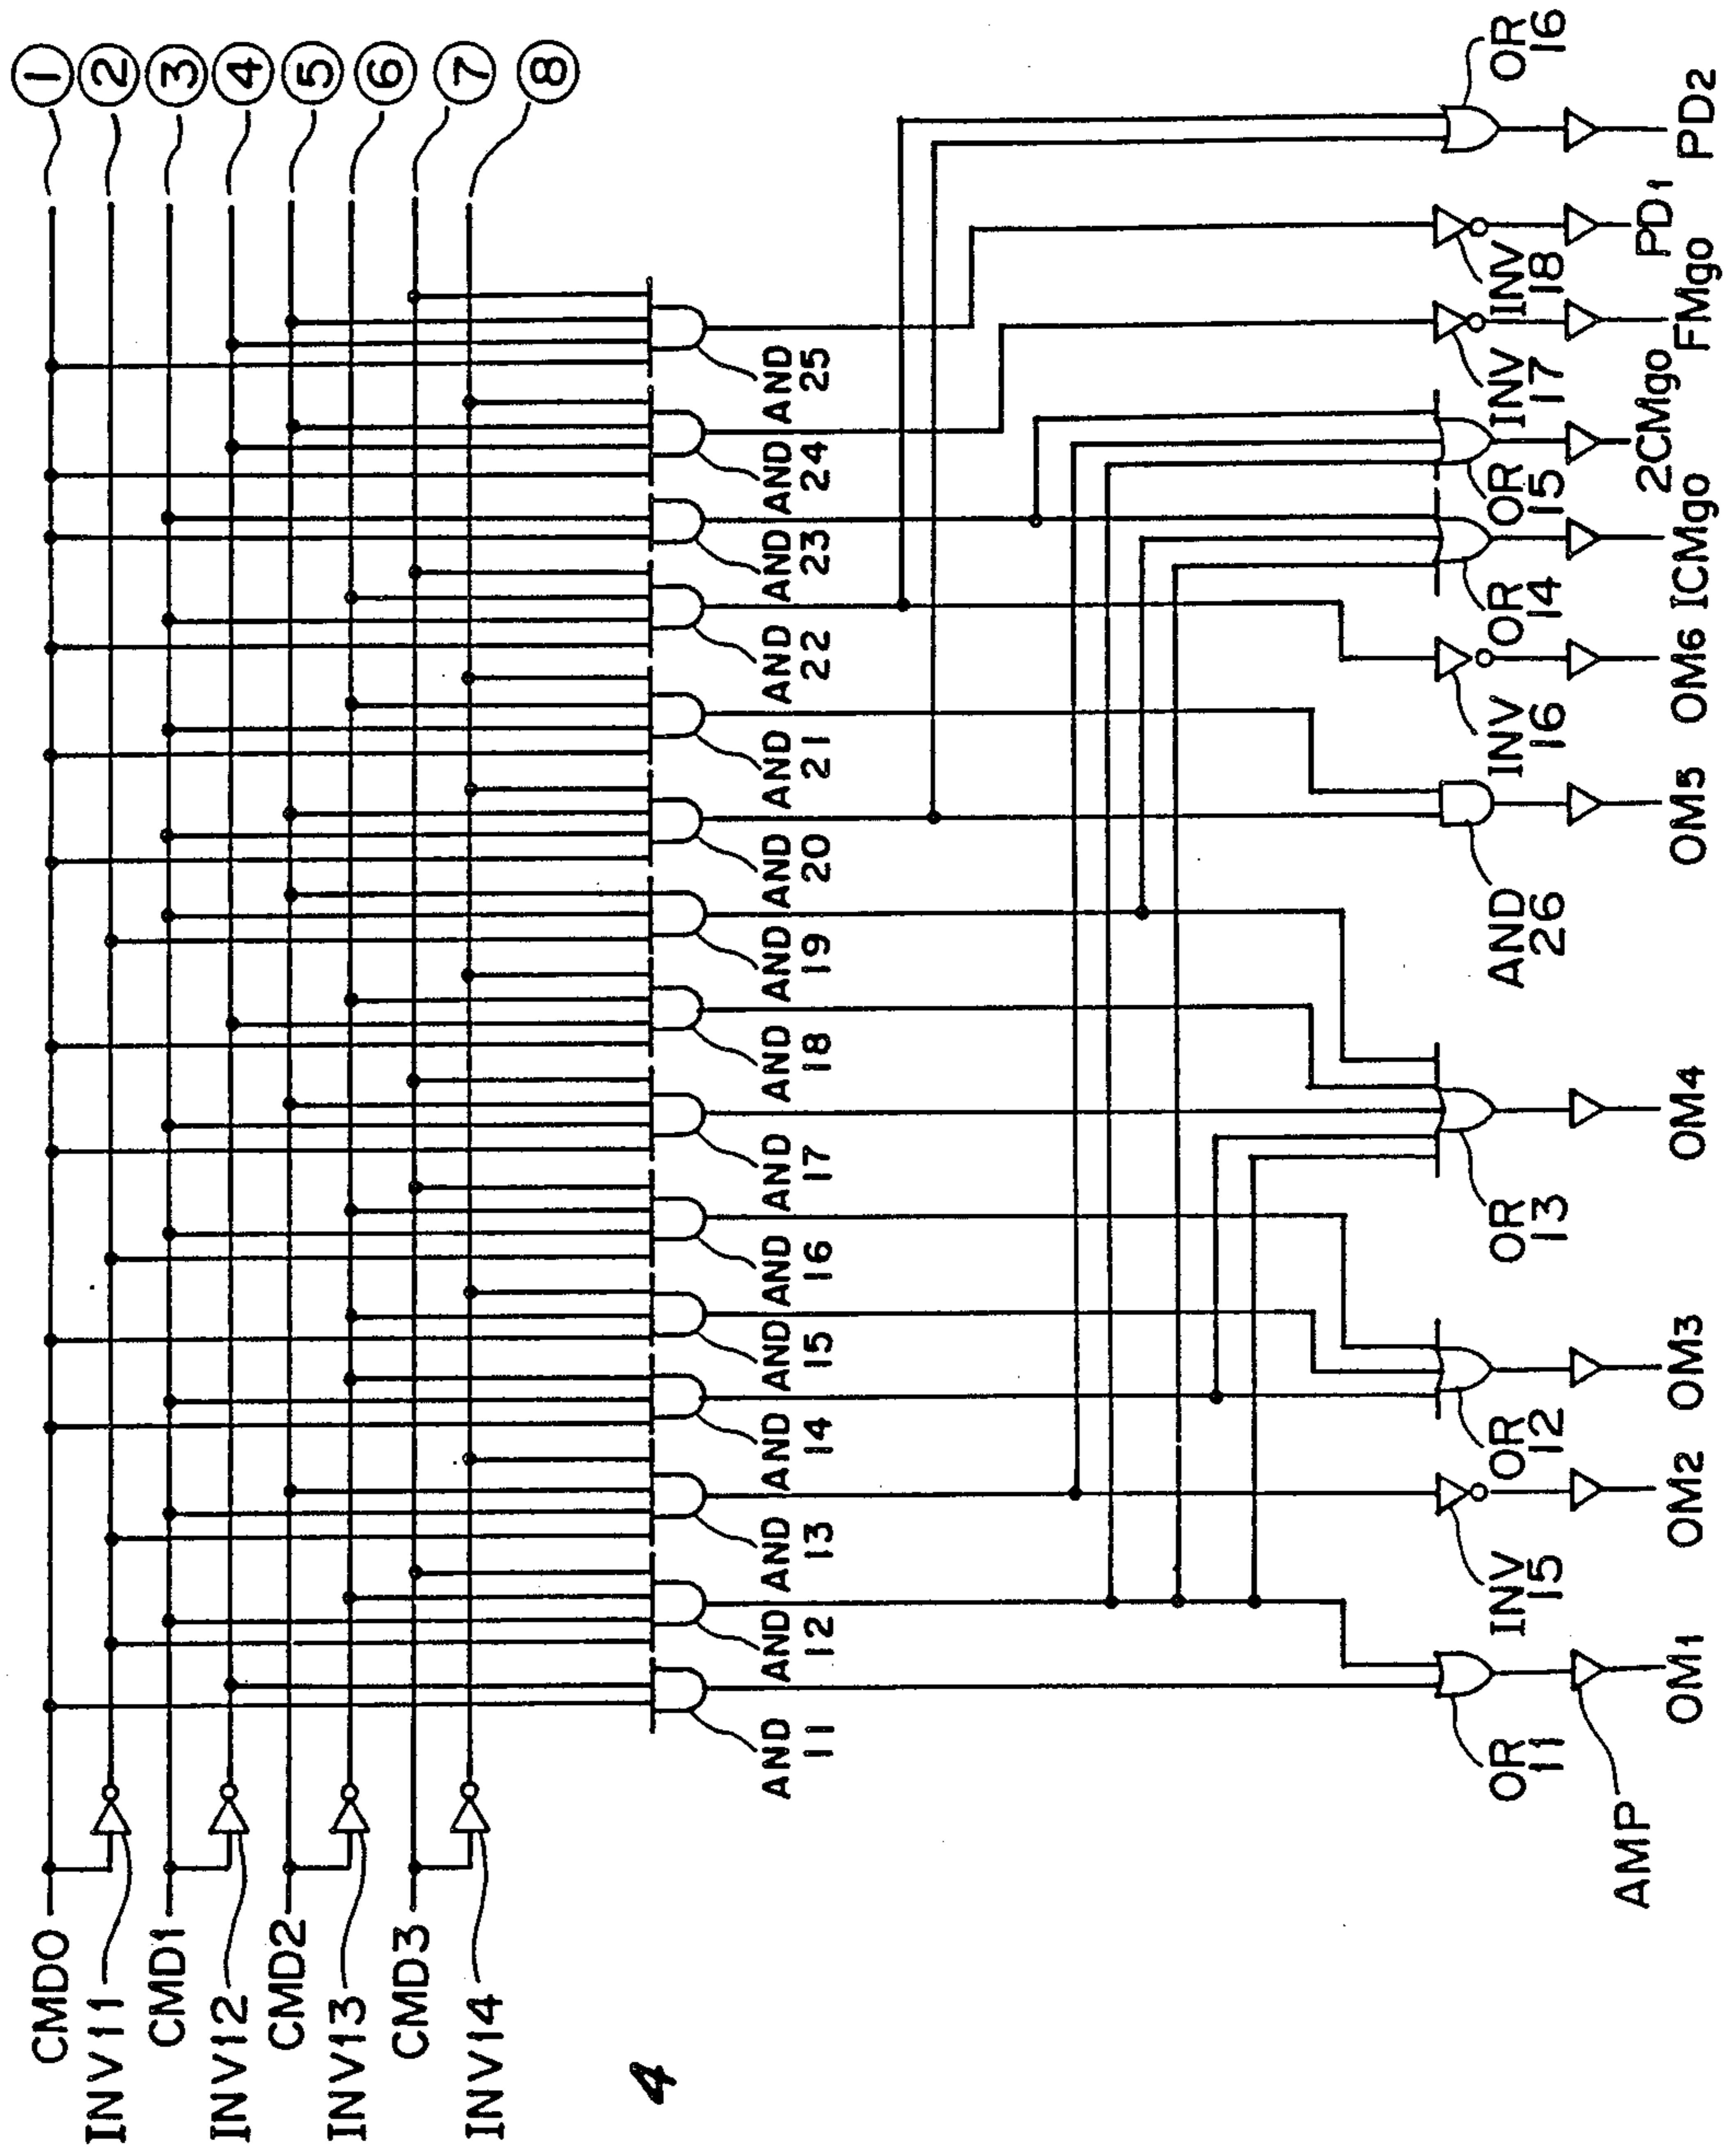 CMD0
INV11
CMD1
INV12
CMD2
INV13
CMD3
INV14
1
2
3
4
5
6
7
8
4
AND
11
AND
12
AND
13
AND
14
AND
15
AND
16
AND
17
AND
18
AND
19
AND
20
AND
21
AND
22
AND
23
AND
24
AND
25
OR
11
INV
15
OR
12
OR
13
AND
26
INV
16
OR
14
OR
15
INV
17
INV
18
OR
16
AMP
OM1
OM2
OM3
OM4
OM5
OM6
ICMgo
2CMgo
FMgo
PD1
PD2